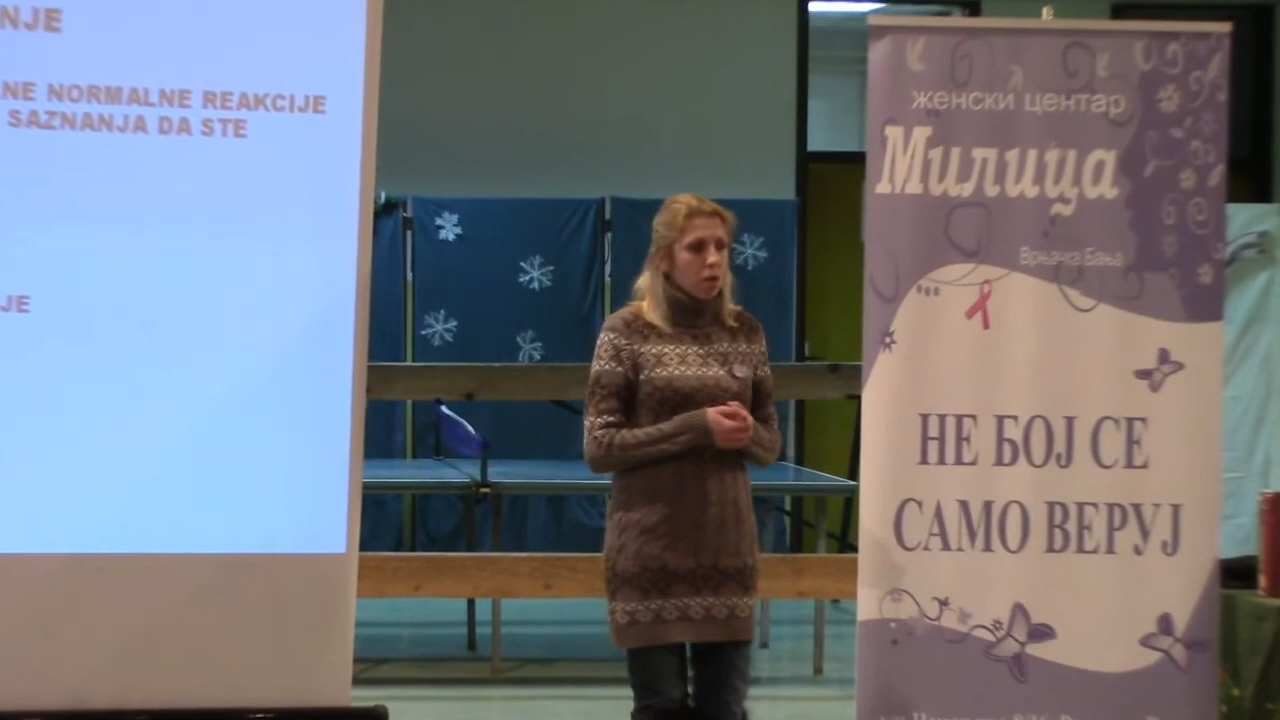 NJE
NE NORMALNE REAKCIJE
SAZNANJA DA STE
JE
женски центар
Милица
Врњачка Бања
НЕ БОЈ СЕ
САМО ВЕРУЈ